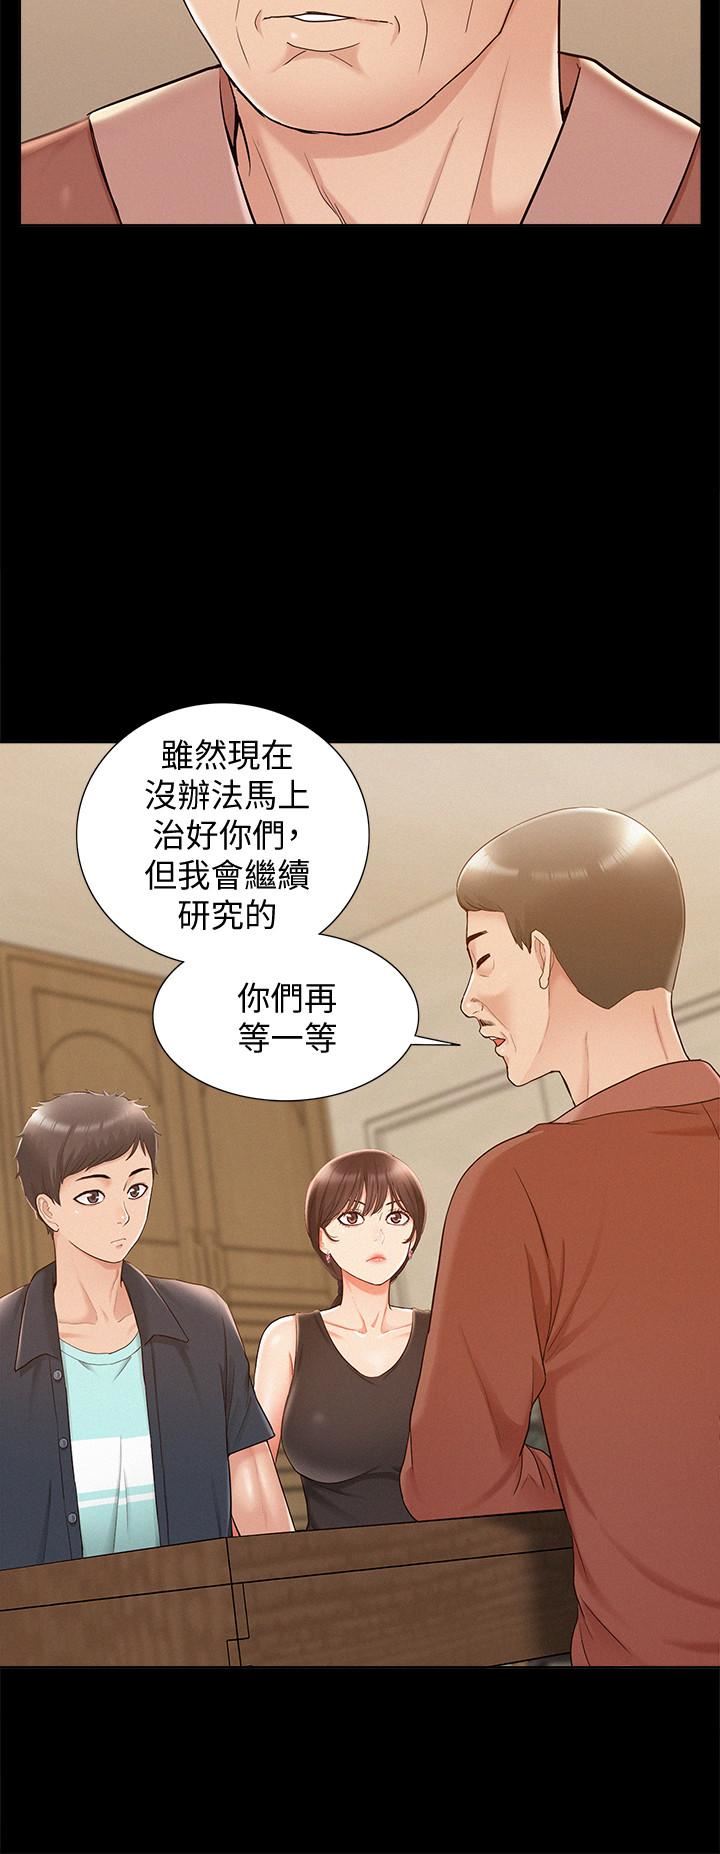 雖然現在
沒辦法馬上
治好你們，
但我會繼續
研究的
你們再
等一等